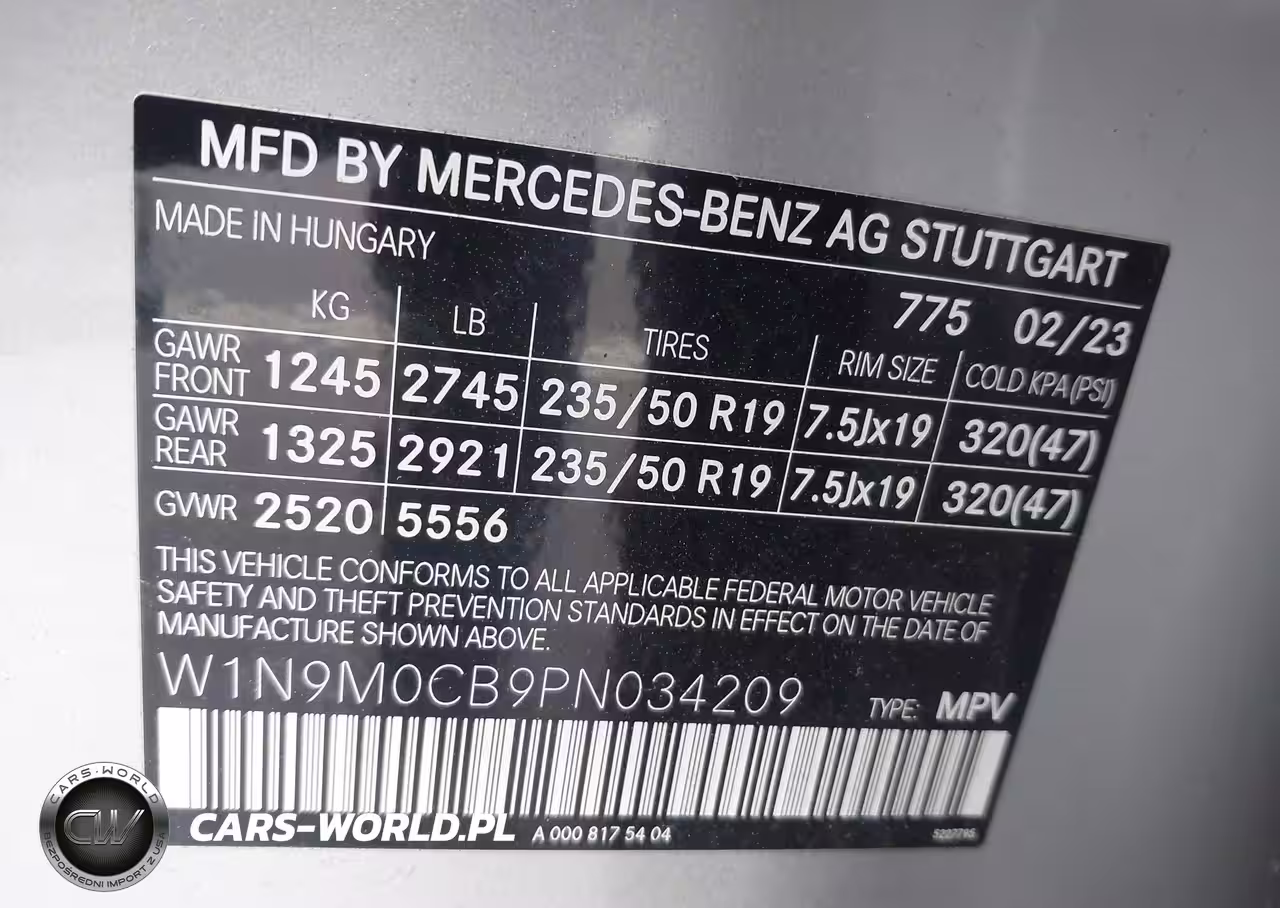 MFD BY MERCEDES-BENZ AG STUTTGART
MADE IN HUNGARY
775 02/23
KG LB TIRES RIM SIZE COLD KPA(PSI)
GAWR FRONT 1245 2745 235/50 R19 7.5Jx19 320(47)
GAWR REAR 1325 2921 235/50 R19 7.5Jx19 320(47)
GVWR 2520 5556
THIS VEHICLE CONFORMS TO ALL APPLICABLE FEDERAL MOTOR VEHICLE
SAFETY AND THEFT PREVENTION STANDARDS IN EFFECT ON THE DATE OF
MANUFACTURE SHOWN ABOVE.
W1N9M0CB9PN034209 TYPE: MPV
CARS-WORLD
CW
BEZPOŚREDNI IMPORT Z USA
CARS-WORLD.PL
A 000 817 54 04